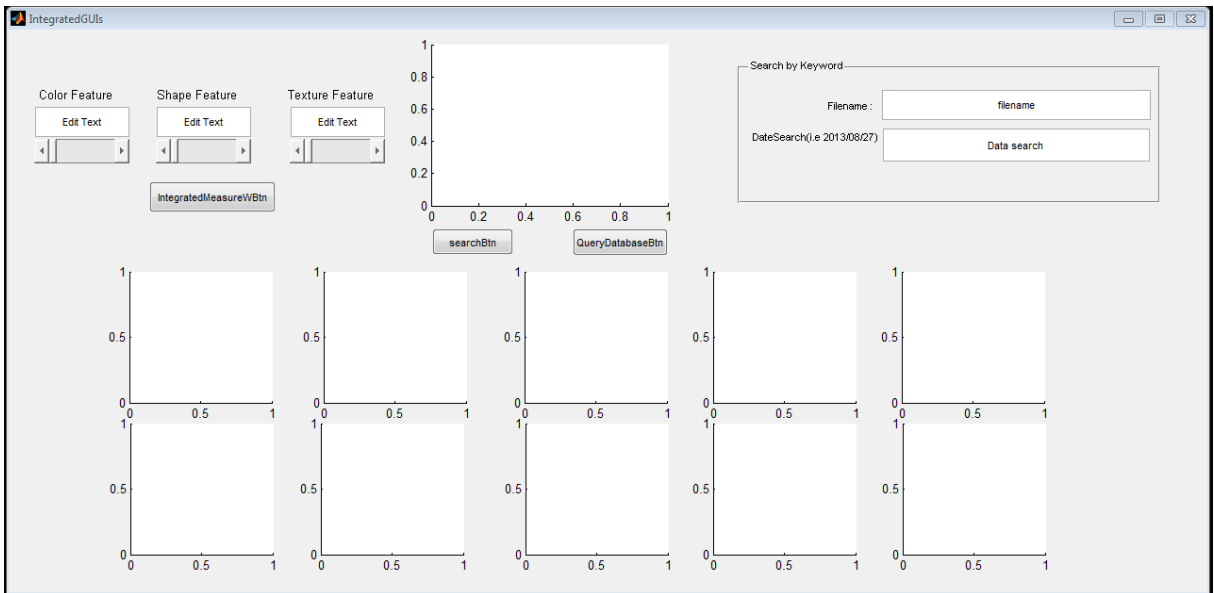 IntegratedGUIs
Color Feature
Shape Feature
Texture Feature
Edit Text
Edit Text
Edit Text
IntegratedMeasureWBtn
1
0.8
0.6
0.4
0.2
0
0 0.2 0.4 0.6 0.8 1
searchBtn
QueryDatabaseBtn
Search by Keyword
Filename :
filename
DateSearch(i.e 2013/08/27)
Data search
1
0.5
0
0 0.5 1
1
0.5
0
0 0.5 1
1
0.5
0
0 0.5 1
1
0.5
0
0 0.5 1
1
0.5
0
0 0.5 1
1
0.5
0
0 0.5 1
1
0.5
0
0 0.5 1
1
0.5
0
0 0.5 1
1
0.5
0
0 0.5 1
1
0.5
0
0 0.5 1